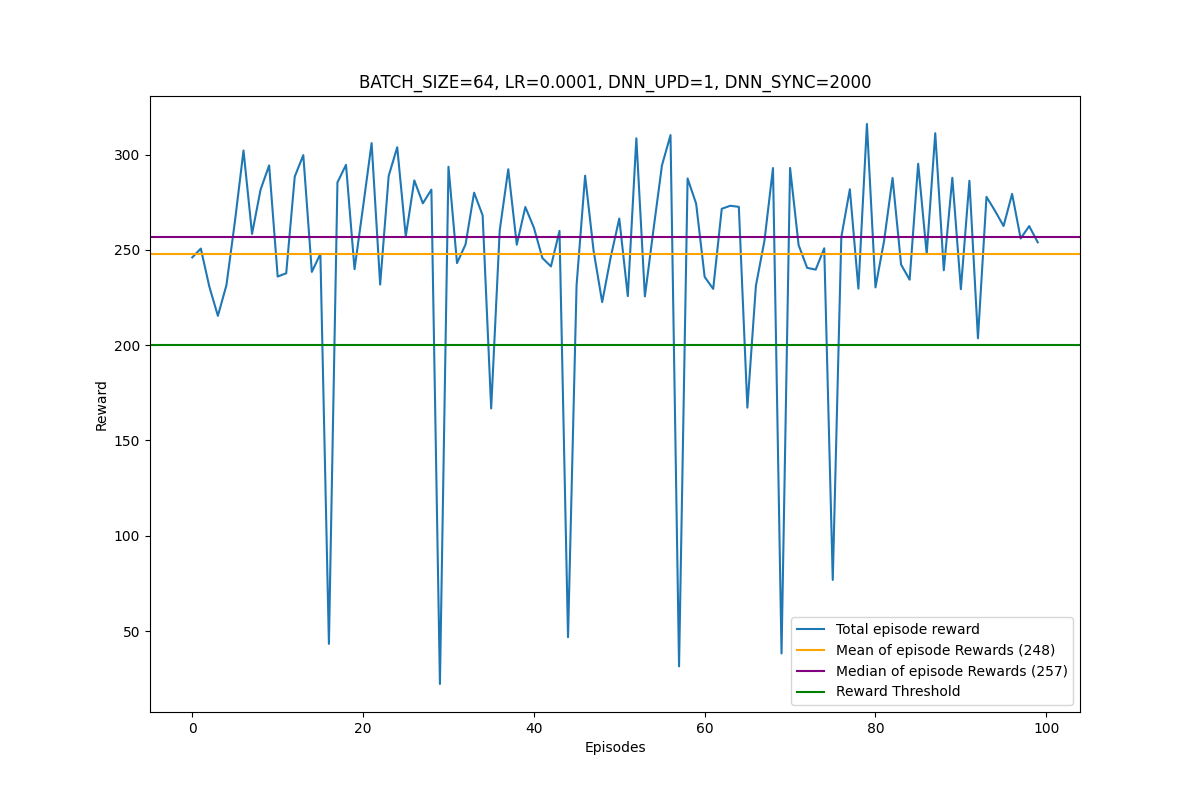 BATCH_SIZE=64, LR=0.0001, DNN_UPD=1, DNN_SYNC=2000
300
250
200
150
100
50
Reward
Total episode reward
Mean of episode Rewards (248)
Median of episode Rewards (257)
Reward Threshold
0 20 40 60 80 100
Episodes